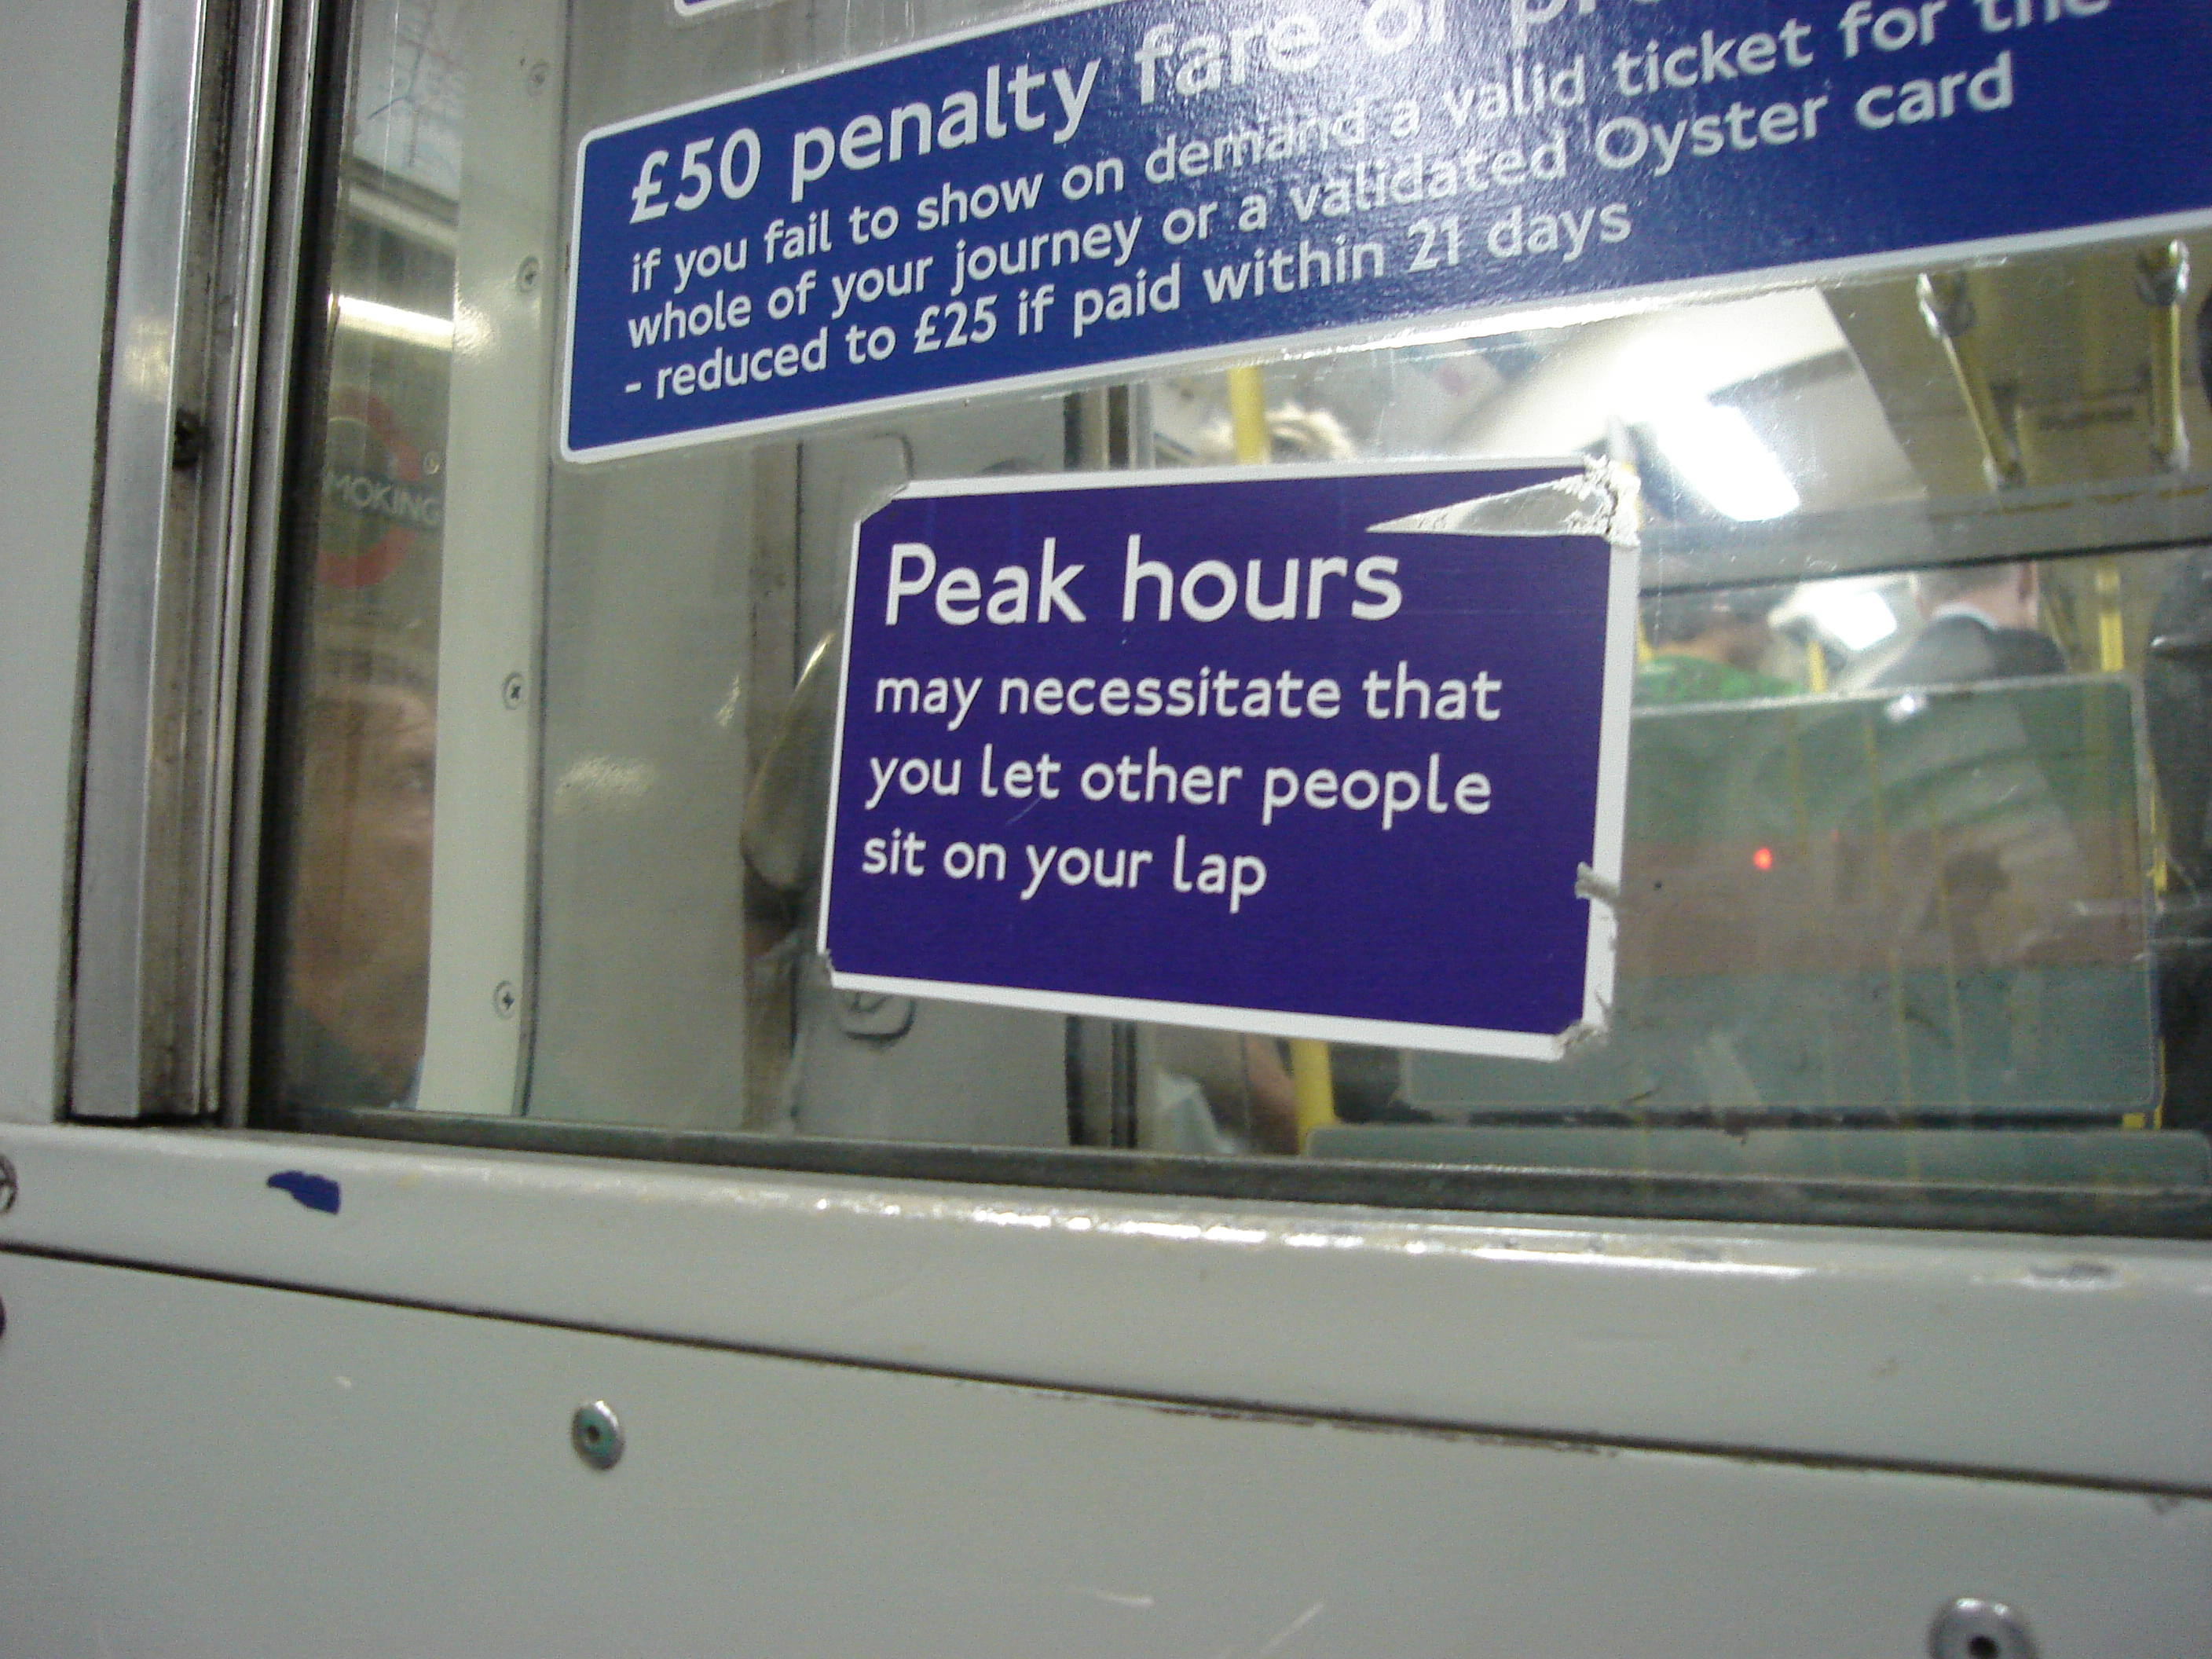 £50 penalty fare or
if you fail to show on demand a valid ticket for the
whole of your journey or a validated Oyster card
- reduced to £25 if paid within 21 days
MOKING
Peak hours
may necessitate that
you let other people
sit on your lap